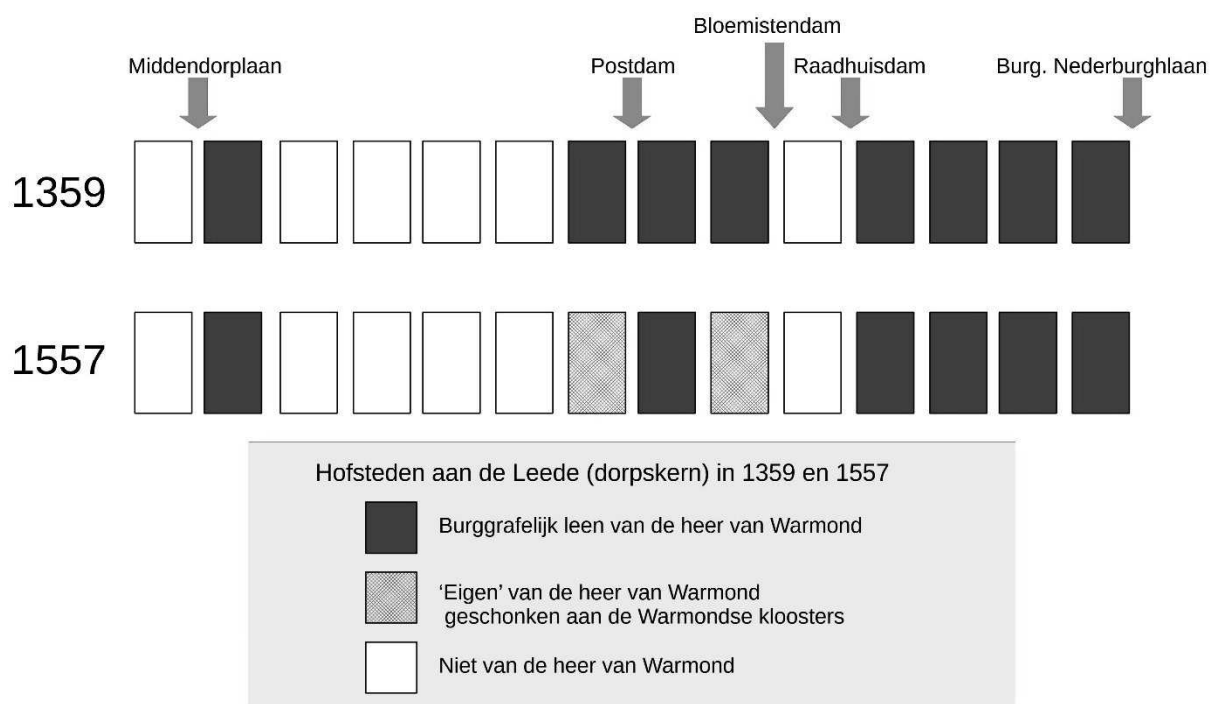 Bloemistendam
Middendorplaan
Postdam
Raadhuisdam
Burg. Nederburghlaan
1359
1557
Hofsteden aan de Leede (dorpskern) in 1359 en 1557
Burggrafelijk leen van de heer van Warmond
‘Eigen’ van de heer van Warmond
geschonken aan de Warmondse kloosters
Niet van de heer van Warmond